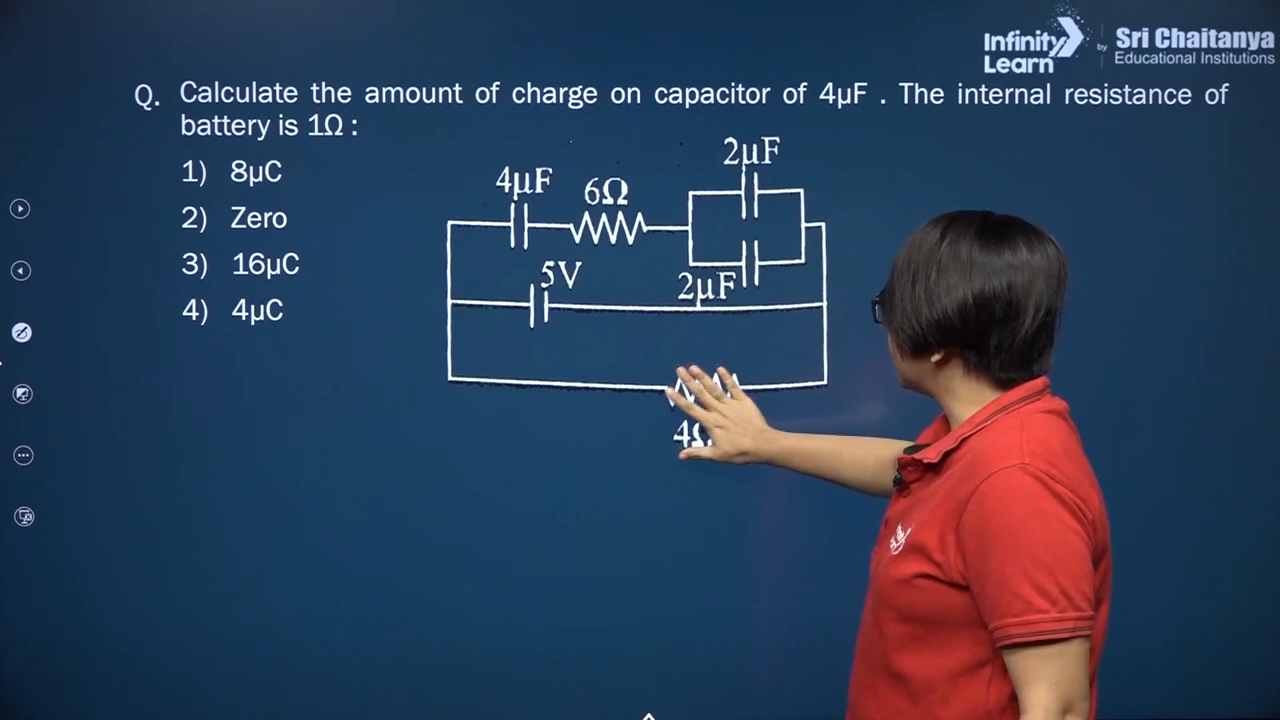 Infinity Learn by Sri Chaitanya
Educational Institutions
Q. Calculate the amount of charge on capacitor of 4μF . The internal resistance of
battery is 1Ω :
1) 8μC
2) Zero
3) 16μC
4) 4μC
2μF
4μF
6Ω
5V
2μF
4Ω